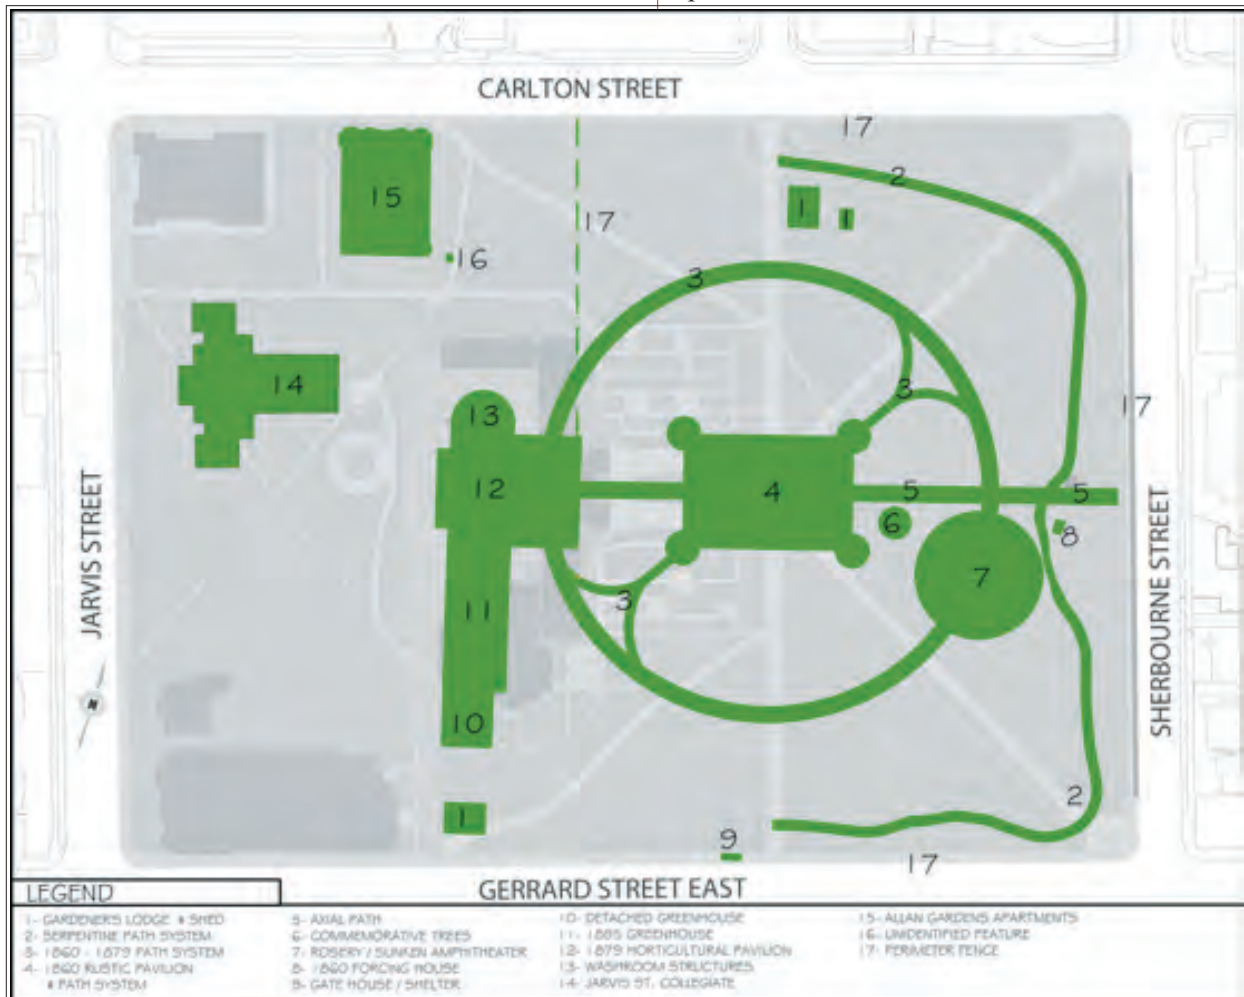 CARLTON STREET
17
2
15
1
1
17
16
3
14
3
17
13
12
4
5
5
6
8
JARVIS STREET
SHERBOURNE STREET
7
11
3
N
10
2
1
9
17
GERRARD STREET EAST
LEGEND
1- GARDENERS LODGE & SHED
2- SERPENTINE PATH SYSTEM
3- 1860 - 1879 PATH SYSTEM
4- 1860 RUSTIC PAVILION
& PATH SYSTEM
5- AXIAL PATH
6- COMMEMORATIVE TREES
7- ROSERY / SUNKEN AMPHITHEATER
8- 1860 FORCING HOUSE
9- GATE HOUSE / SHELTER
10- DETACHED GREENHOUSE
11- 1885 GREENHOUSE
12- 1879 HORTICULTURAL PAVILION
13- WASHROOM STRUCTURES
14- JARVIS ST. COLLEGIATE
15- ALLAN GARDENS APARTMENTS
16- UNIDENTIFIED FEATURE
17- PERIMETER FENCE